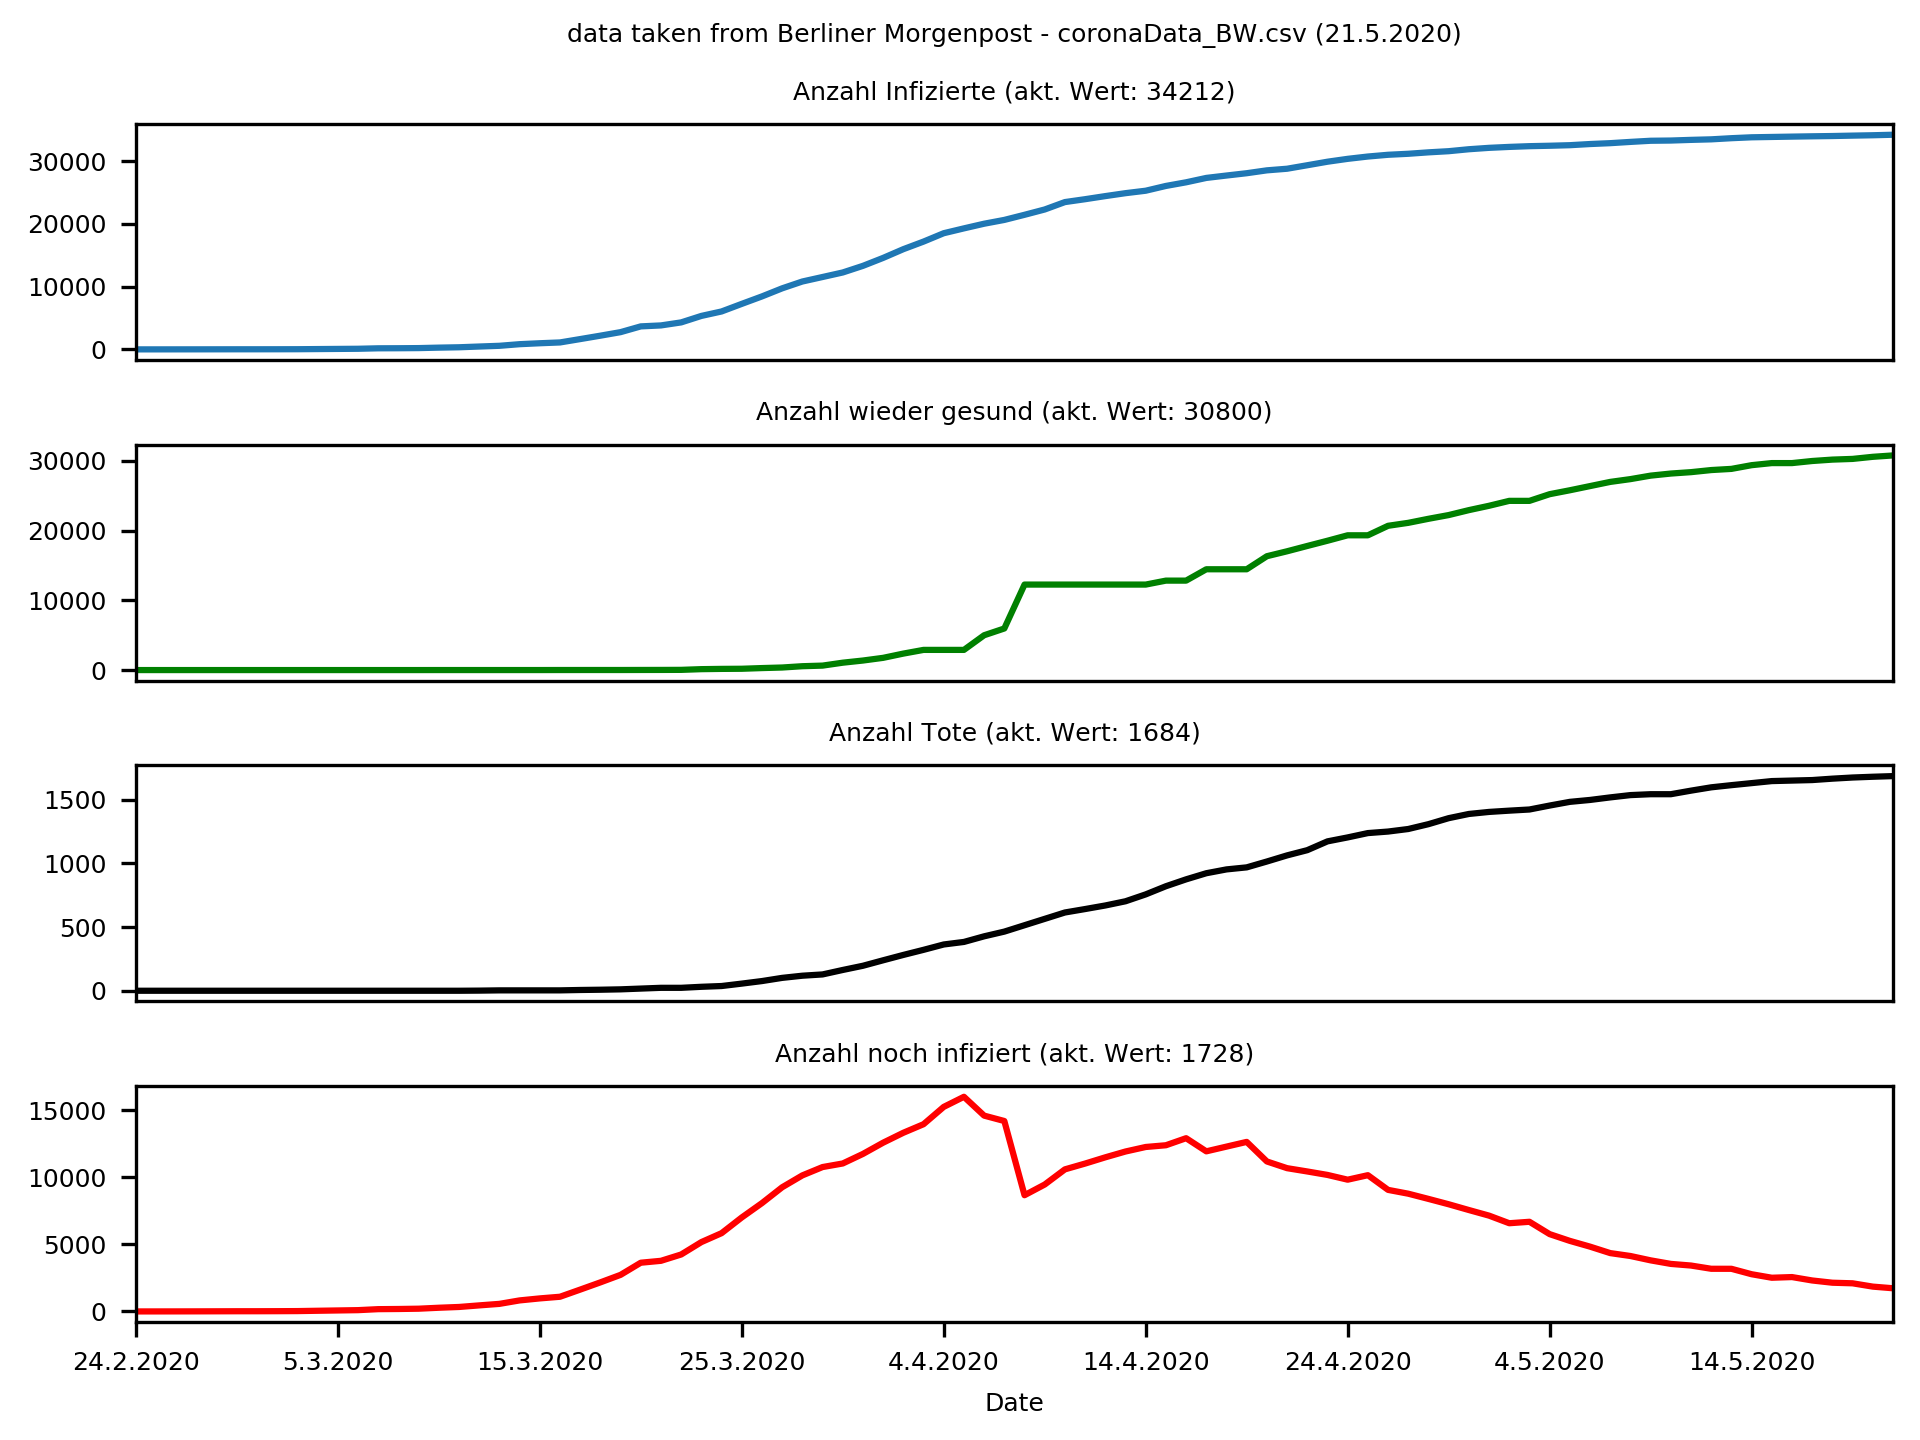 data taken from Berliner Morgenpost - coronaData_BW.csv (21.5.2020)
Anzahl Infizierte (akt. Wert: 34212)
30000
20000
10000
0
Anzahl wieder gesund (akt. Wert: 30800)
30000
20000
10000
0
Anzahl Tote (akt. Wert: 1684)
1500
1000
500
0
Anzahl noch infiziert (akt. Wert: 1728)
15000
10000
5000
0
24.2.2020 5.3.2020 15.3.2020 25.3.2020 4.4.2020 14.4.2020 24.4.2020 4.5.2020 14.5.2020
Date